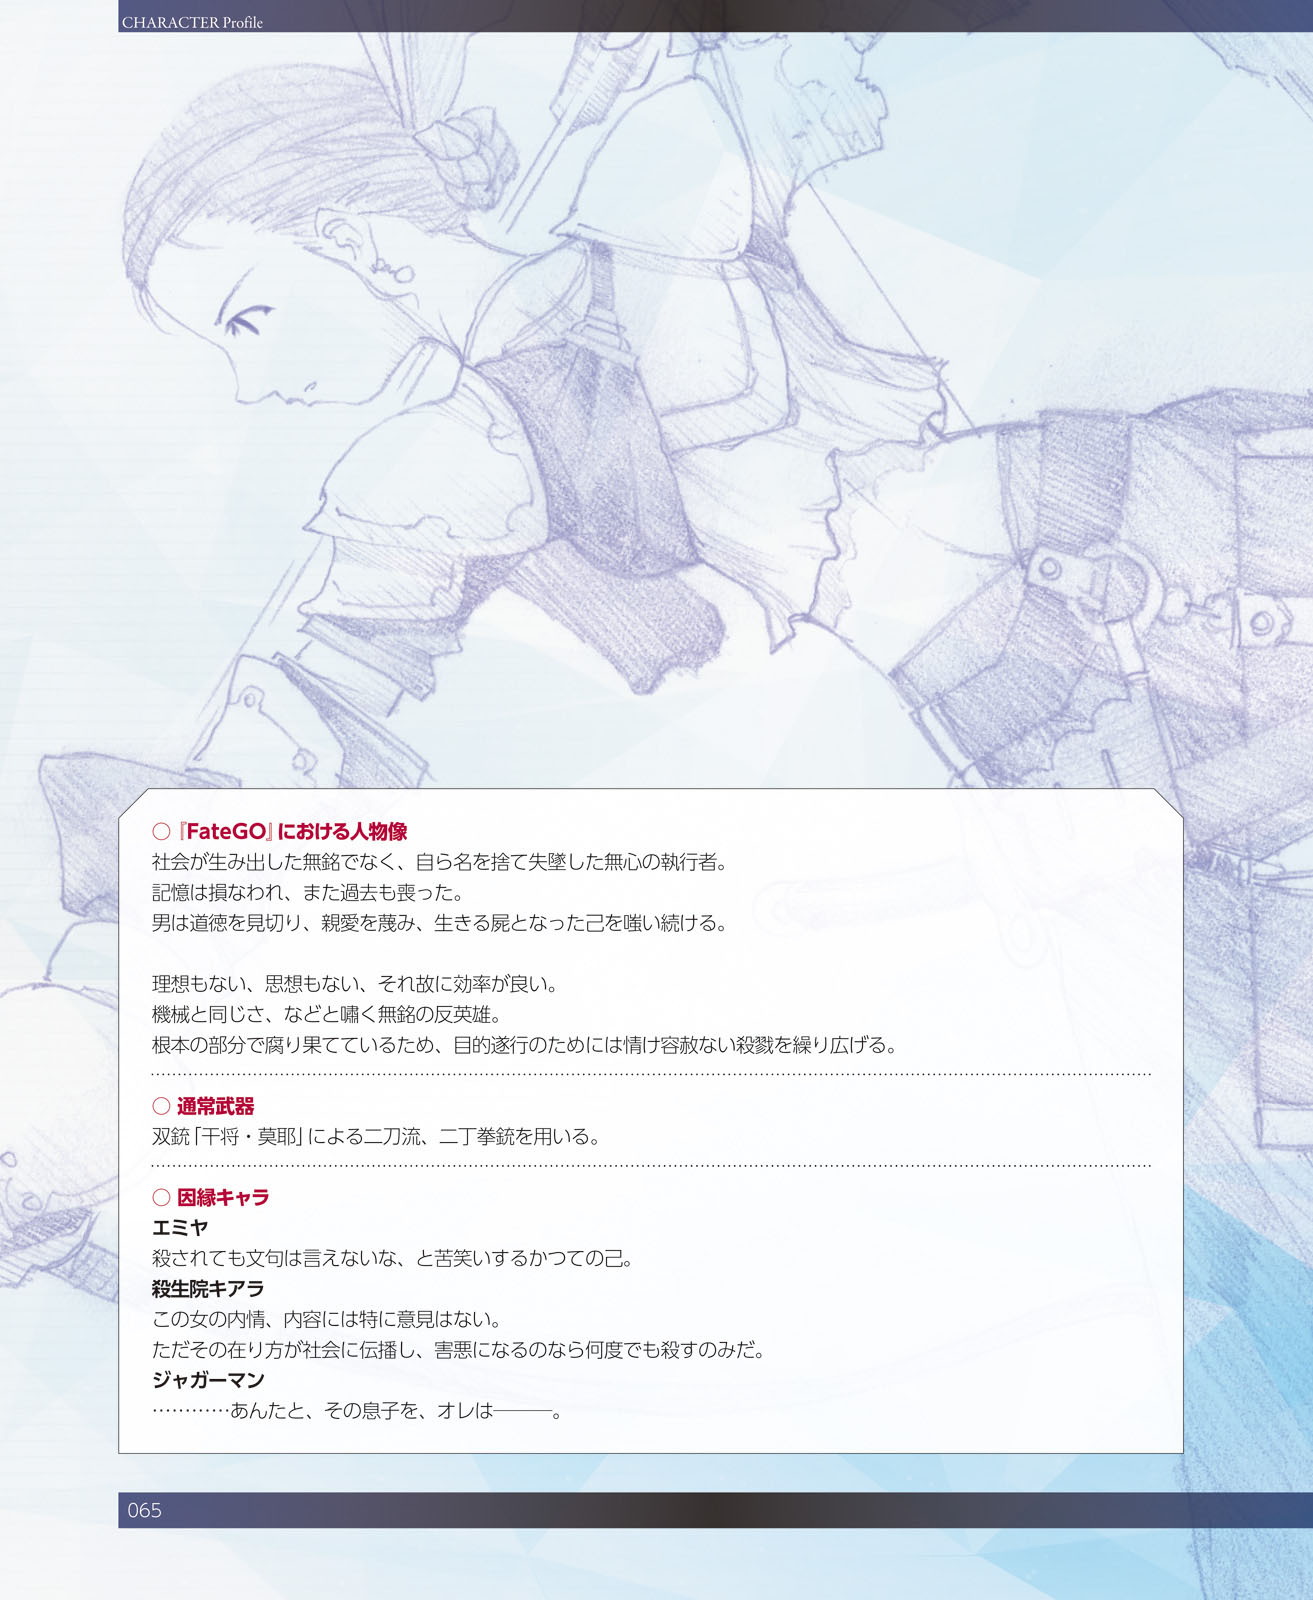 CHARACTER Profile
○『FateGO』における人物像
社会が生み出した無銘でなく、自ら名を捨て失墜した無心の執行者。
記憶は損なわれ、また過去も喪った。
男は道徳を見切り、親愛を蔑み、生きる屍となった己を嗤い続ける。
理想もない、思想もない、それ故に効率が良い。
機械と同じさ、などと嘯く無銘の反英雄。
根本の部分で腐り果てているため、目的遂行のためには情け容赦ない殺戮を繰り広げる。
○ 通常武器
双銃「干将・莫耶」による二刀流、二丁拳銃を用いる。
○ 因縁キャラ
エミヤ
殺されても文句は言えないな、と苦笑いするかつての己。
殺生院キアラ
この女の内情、内容には特に意見はない。
ただその在り方が社会に伝播し、害悪になるのなら何度でも殺すのみだ。
ジャガーマン
…………あんたと、その息子を、オレは―――。
065